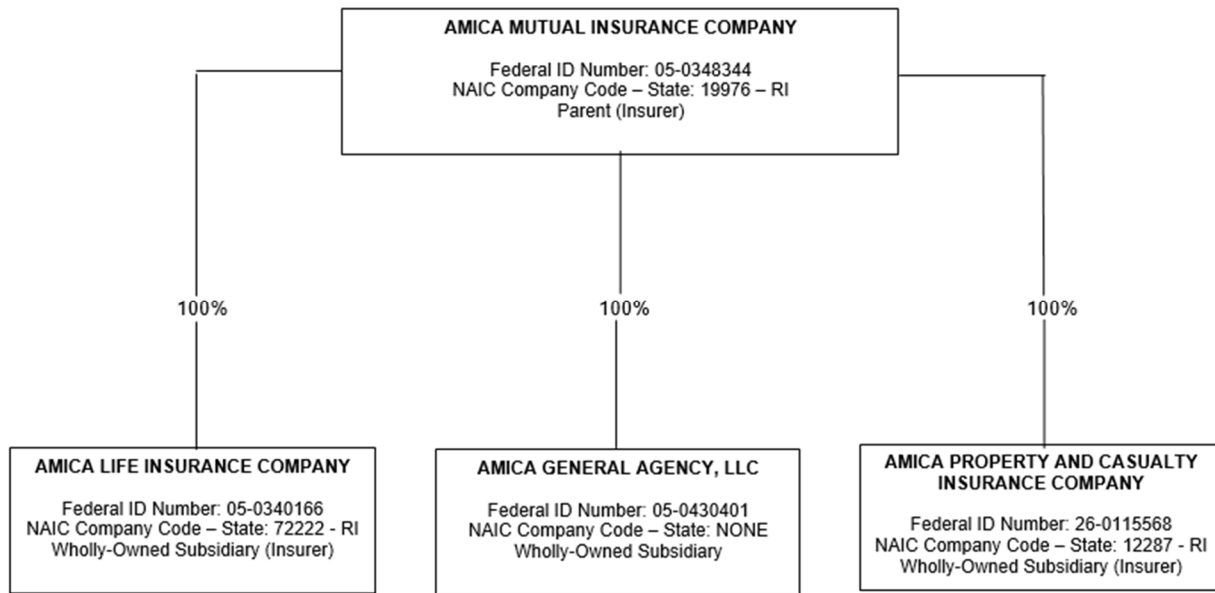 AMICA MUTUAL INSURANCE COMPANY
Federal ID Number: 05-0348344
NAIC Company Code – State: 19976 – RI
Parent (Insurer)
100%
100%
100%
AMICA LIFE INSURANCE COMPANY
Federal ID Number: 05-0340166
NAIC Company Code – State: 72222 - RI
Wholly-Owned Subsidiary (Insurer)
AMICA GENERAL AGENCY, LLC
Federal ID Number: 05-0430401
NAIC Company Code – State: NONE
Wholly-Owned Subsidiary
AMICA PROPERTY AND CASUALTY
INSURANCE COMPANY
Federal ID Number: 26-0115568
NAIC Company Code – State: 12287 - RI
Wholly-Owned Subsidiary (Insurer)